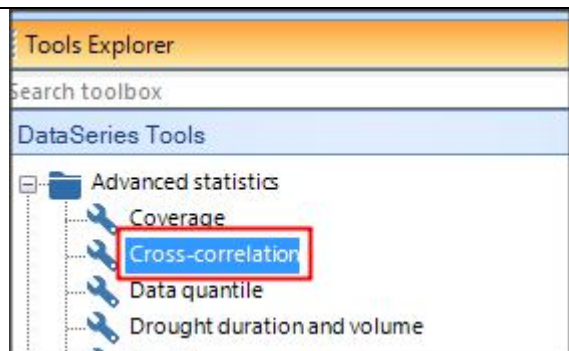 Tools Explorer
Search toolbox
DataSeries Tools
Advanced statistics
Coverage
Cross-correlation
Data quantile
Drought duration and volume